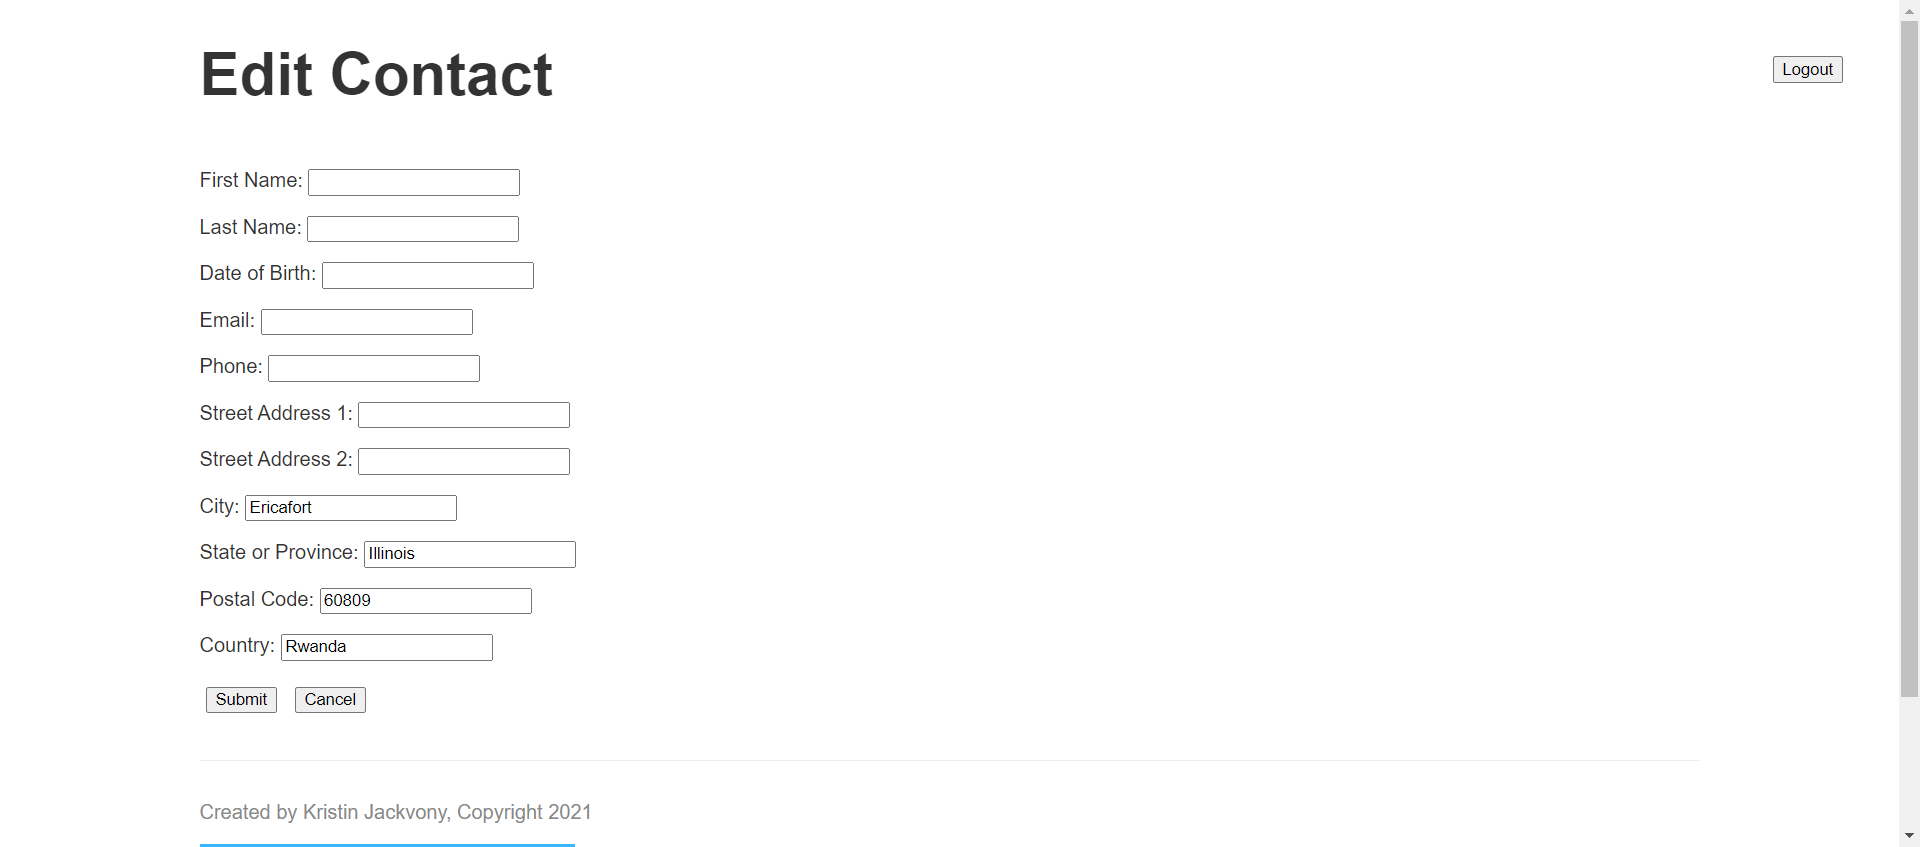 Edit Contact
Logout
First Name:
Last Name:
Date of Birth:
Email:
Phone:
Street Address 1:
Street Address 2:
City: Ericafort
State or Province: Illinois
Postal Code: 60809
Country: Rwanda
Submit Cancel
Created by Kristin Jackvony, Copyright 2021